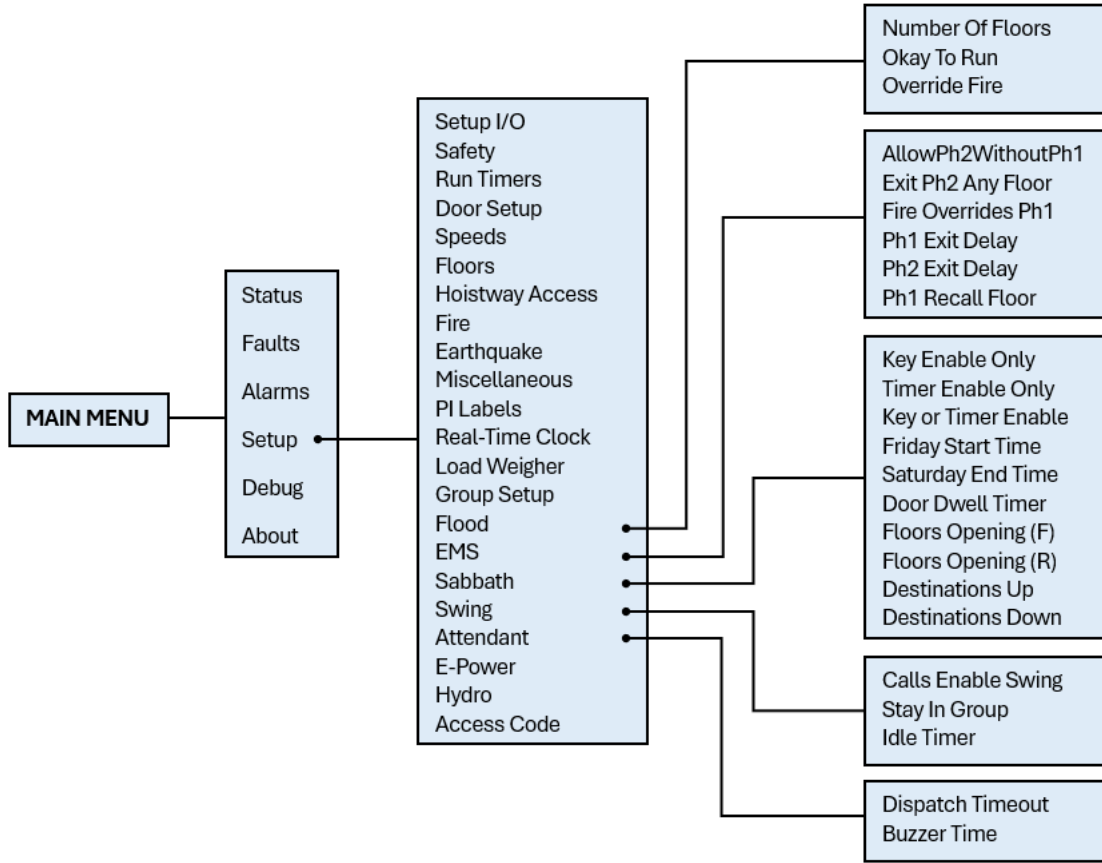 MAIN MENU
Status
Faults
Alarms
Setup
Debug
About
Setup I/O
Safety
Run Timers
Door Setup
Speeds
Floors
Hoistway Access
Fire
Earthquake
Miscellaneous
PI Labels
Real-Time Clock
Load Weigher
Group Setup
Flood
EMS
Sabbath
Swing
Attendant
E-Power
Hydro
Access Code
Number Of Floors
Okay To Run
Override Fire
AllowPh2WithoutPh1
Exit Ph2 Any Floor
Fire Overrides Ph1
Ph1 Exit Delay
Ph2 Exit Delay
Ph1 Recall Floor
Key Enable Only
Timer Enable Only
Key or Timer Enable
Friday Start Time
Saturday End Time
Door Dwell Timer
Floors Opening (F)
Floors Opening (R)
Destinations Up
Destinations Down
Calls Enable Swing
Stay In Group
Idle Timer
Dispatch Timeout
Buzzer Time